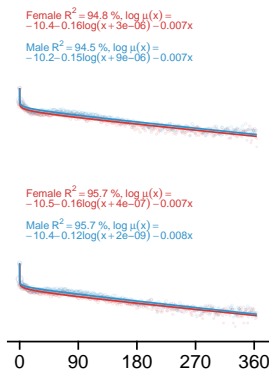 Female R² = 94.8 %, log μ(x) =
−10.4−0.16log(x+3e−06) −0.007x
Male R² = 94.5 %, log μ(x) =
−10.2−0.15log(x+9e−06) −0.007x
Female R² = 95.7 %, log μ(x) =
−10.5−0.16log(x+4e−07) −0.007x
Male R² = 95.7 %, log μ(x) =
−10.4−0.12log(x+2e−09) −0.008x
0 90 180 270 360